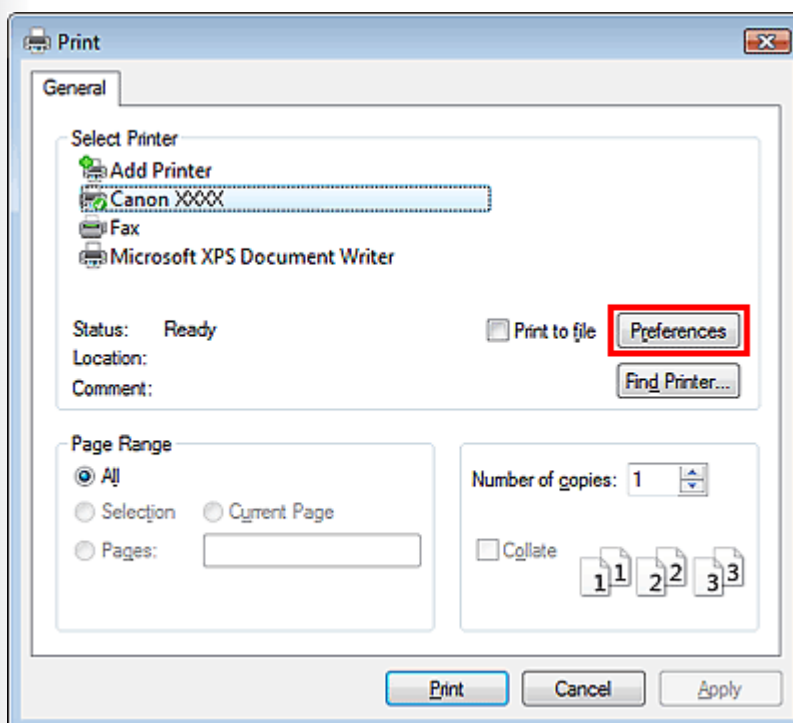 Print
General
Select Printer
Add Printer
Canon XXXX
Fax
Microsoft XPS Document Writer
Status: Ready
Print to file
Preferences
Location:
Find Printer...
Comment:
Page Range
All
Selection Current Page
Pages:
Number of copies: 1
Collate
1 1 2 2 3 3
Print Cancel Apply